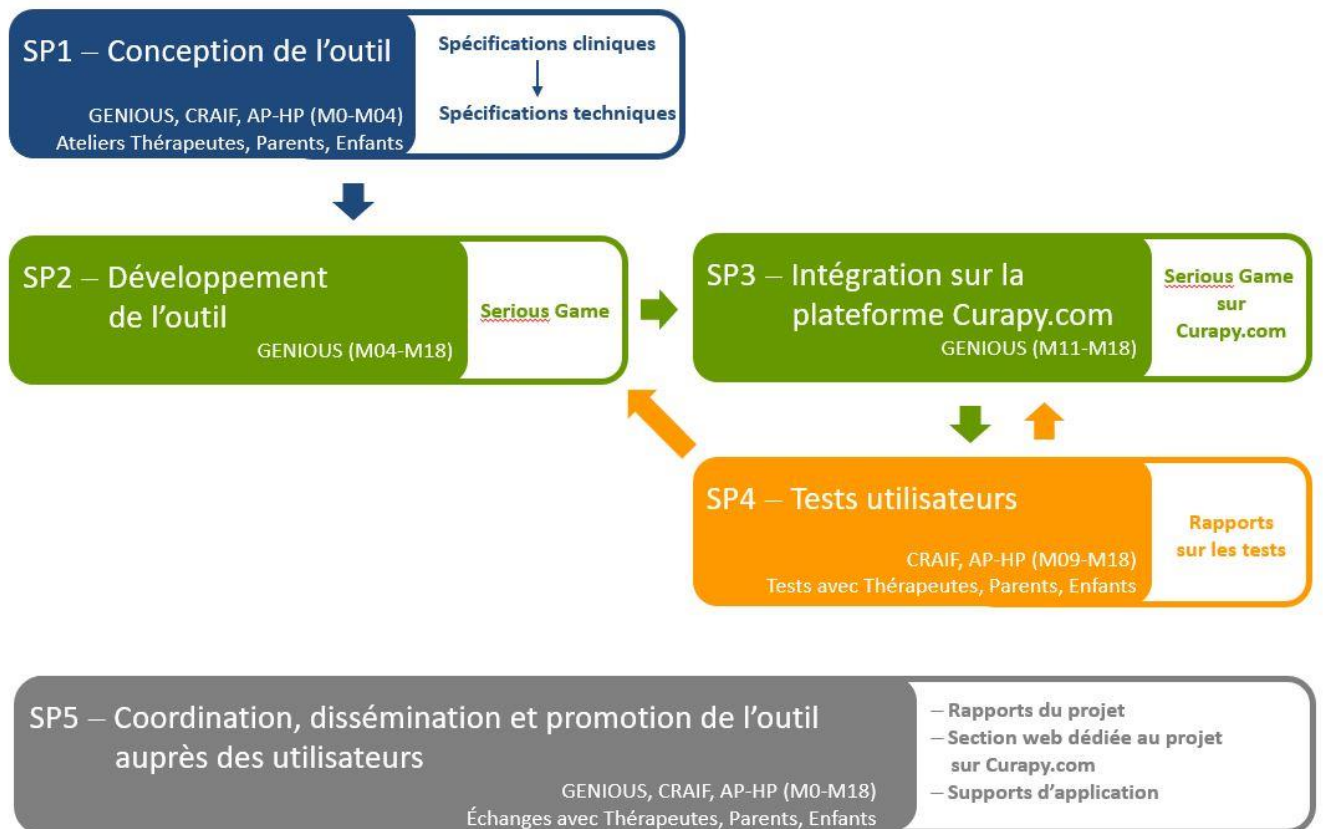 SP1 – Conception de l’outil
GENIOUS, CRAIF, AP-HP (M0-M04)
Ateliers Thérapeutes, Parents, Enfants
Spécifications cliniques
Spécifications techniques
SP2 – Développement
de l’outil
GENIOUS (M04-M18)
Serious Game
SP3 – Intégration sur la
plateforme Curapy.com
GENIOUS (M11-M18)
Serious Game
sur
Curapy.com
SP4 – Tests utilisateurs
CRAIF, AP-HP (M09-M18)
Tests avec Thérapeutes, Parents, Enfants
Rapports
sur les tests
SP5 – Coordination, dissémination et promotion de l’outil
auprès des utilisateurs
GENIOUS, CRAIF, AP-HP (M0-M18)
Échanges avec Thérapeutes, Parents, Enfants
– Rapports du projet
– Section web dédiée au projet
sur Curapy.com
– Supports d’application